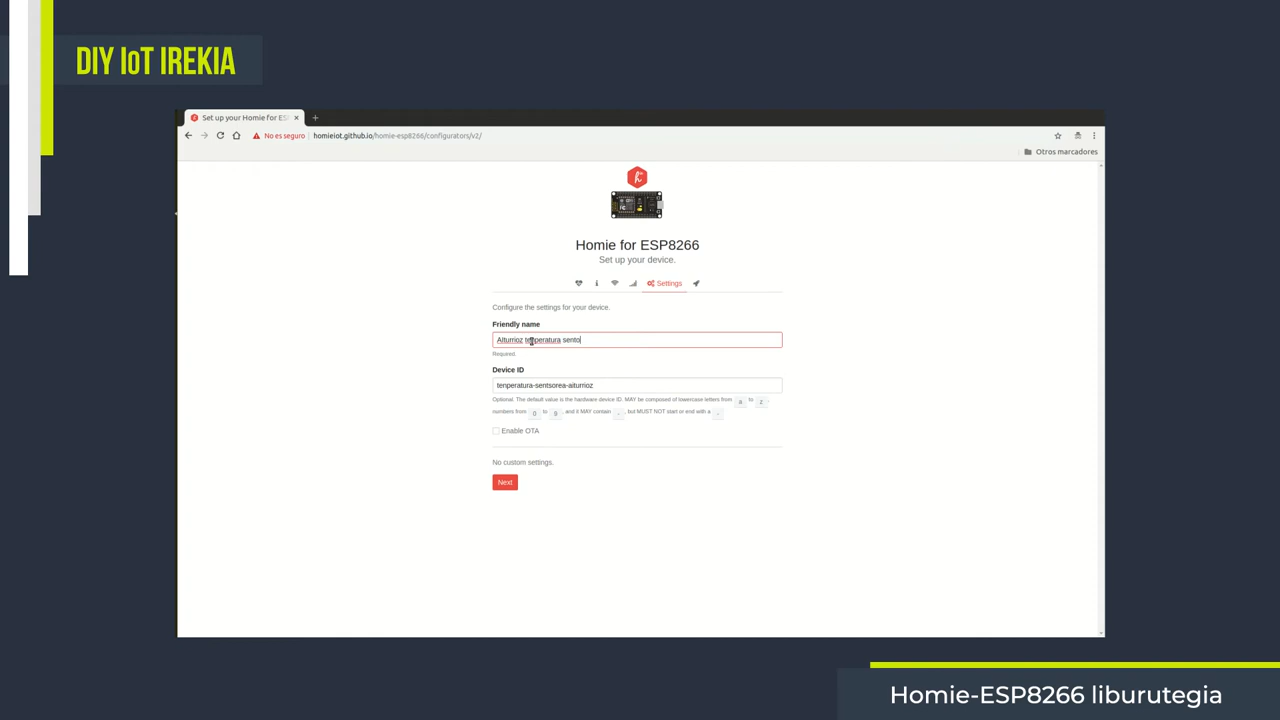 DIY IoT IREKIA
Set up your Homie for ES
No es seguro
homieiot.github.io/homie-esp8266/configurators/v2/
Otros marcadores
Homie for ESP8266
Set up your device.
Settings
Configure the settings for your device.
Friendly name
Aiturrioz tenperatura sento
Required.
Device ID
tenperatura-sentsorea-aiturrioz
Optional. The default value is the hardware device ID. MAY be composed of lowercase letters from a to z,
numbers from 0 to 9, and it MAY contain -, but MUST NOT start or end with a -
Enable OTA
No custom settings.
Next
Homie-ESP8266 liburutegia